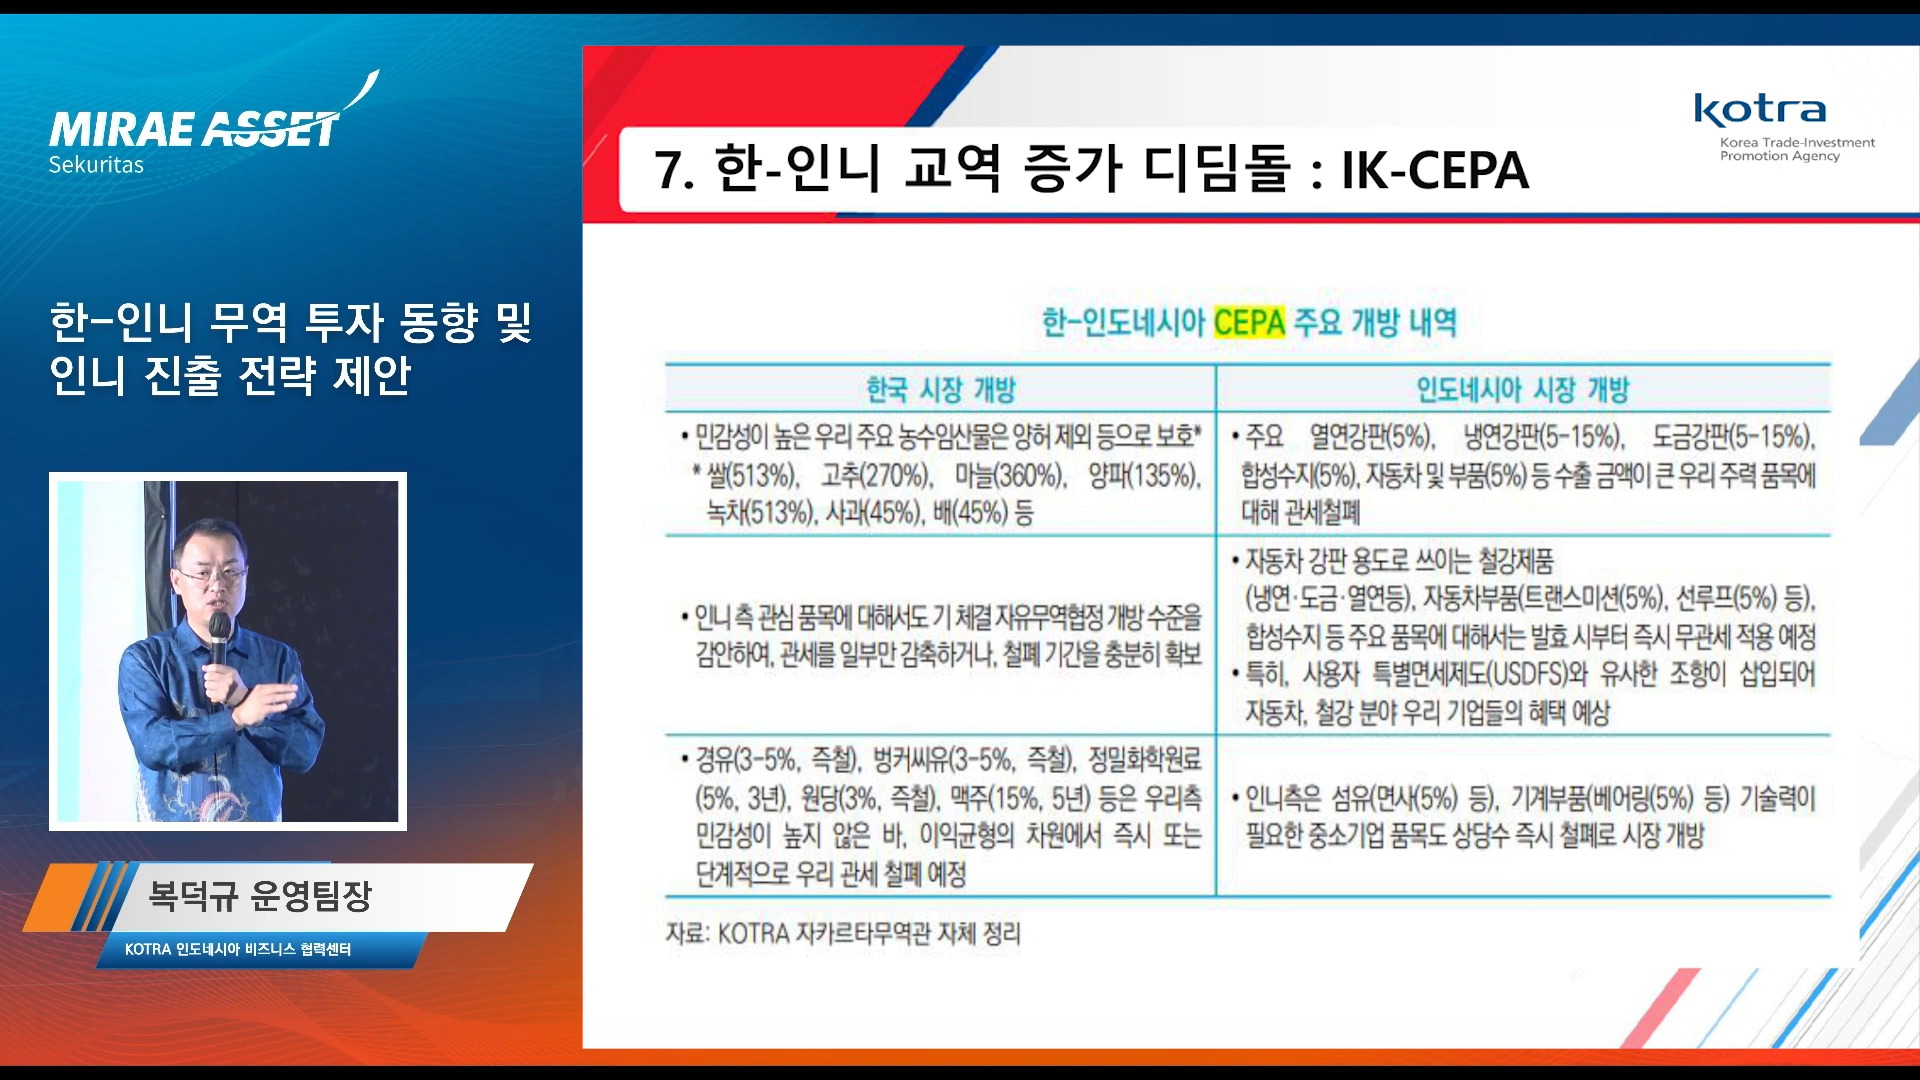 MIRAE ASSET
Sekuritas
한-인니 무역 투자 동향 및
인니 진출 전략 제안
복덕규 운영팀장
KOTRA 인도네시아 비즈니스 협력센터
kotra
Korea Trade-Investment
Promotion Agency
7. 한-인니 교역 증가 디딤돌 : IK-CEPA
한-인도네시아 CEPA 주요 개방 내역
한국 시장 개방
• 민감성이 높은 우리 주요 농수임산물은 양허 제외 등으로 보호*
* 쌀(513%), 고추(270%), 마늘(360%), 양파(135%),
녹차(513%), 사과(45%), 배(45%) 등
• 인니 측 관심 품목에 대해서도 기 체결 자유무역협정 개방 수준을
감안하여, 관세를 일부만 감축하거나, 철폐 기간을 충분히 확보
• 경유(3-5%, 즉철), 벙커씨유(3-5%, 즉철), 정밀화학원료
(5%, 3년), 원당(3%, 즉철), 맥주(15%, 5년) 등은 우리측
민감성이 높지 않은 바, 이익균형의 차원에서 즉시 또는
단계적으로 우리 관세 철폐 예정
인도네시아 시장 개방
• 주요 열연강판(5%), 냉연강판(5-15%), 도금강판(5-15%),
합성수지(5%), 자동차 및 부품(5%) 등 수출 금액이 큰 우리 주력 품목에
대해 관세철폐
• 자동차 강판 용도로 쓰이는 철강제품
(냉연·도금·열연등), 자동차부품(트랜스미션(5%), 선루프(5%) 등),
합성수지 등 주요 품목에 대해서는 발효 시부터 즉시 무관세 적용 예정
• 특히, 사용자 특별면세제도(USDFS)와 유사한 조항이 삽입되어
자동차, 철강 분야 우리 기업들의 혜택 예상
• 인니측은 섬유(면사(5%) 등), 기계부품(베어링(5%) 등) 기술력이
필요한 중소기업 품목도 상당수 즉시 철폐로 시장 개방
자료: KOTRA 자카르타무역관 자체 정리